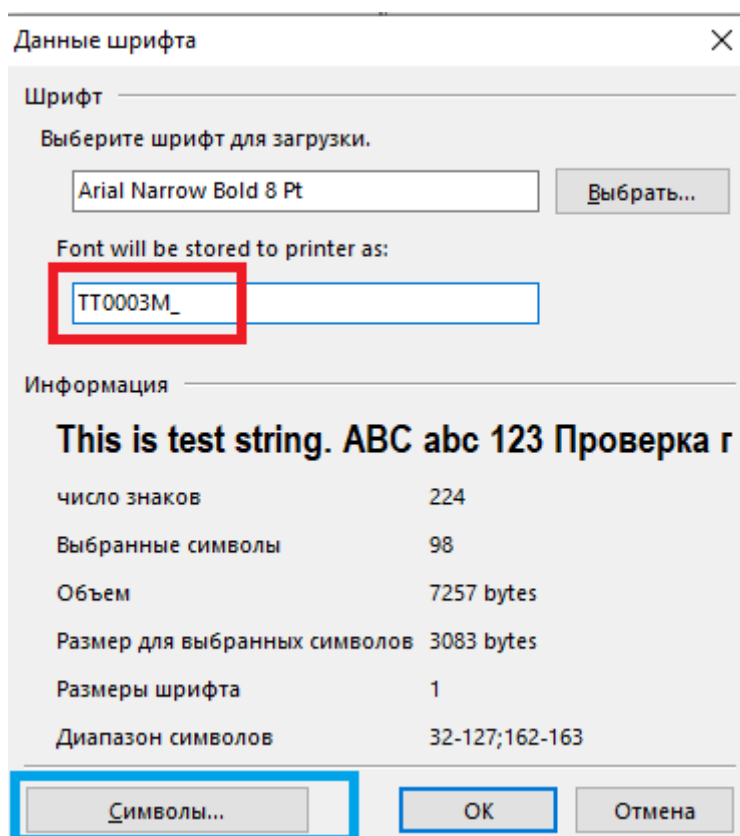 Данные шрифта
Шрифт
Выберите шрифт для загрузки.
Arial Narrow Bold 8 Pt
Выбрать...
Font will be stored to printer as:
TT0003M_
Информация
This is test string. ABC abc 123 Проверка г
число знаков 224
Выбранные символы 98
Объем 7257 bytes
Размер для выбранных символов 3083 bytes
Размеры шрифта 1
Диапазон символов 32-127;162-163
Символы... OK Отмена